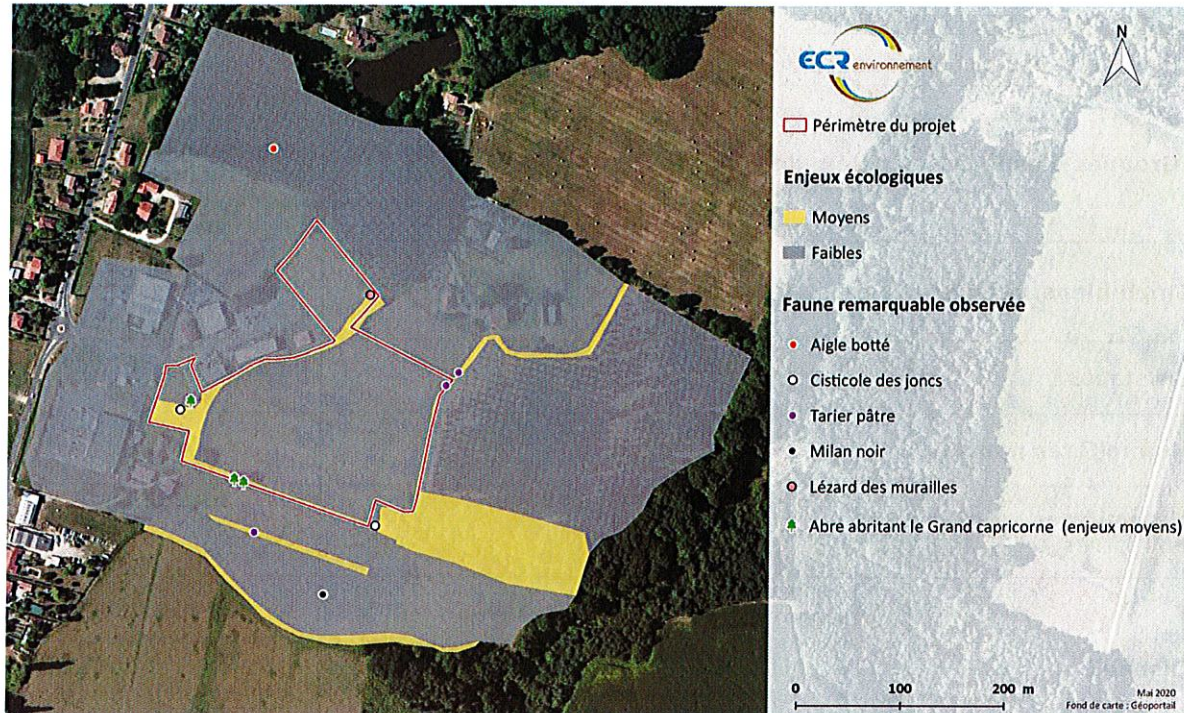 ECR environnement
N
Périmètre du projet
Enjeux écologiques
Moyens
Faibles
Faune remarquable observée
Aigle botté
Cisticole des joncs
Tarier pâtre
Milan noir
Lézard des murailles
Abre abritant le Grand capricorne (enjeux moyens)
0 100 200 m
Mai 2020
Fond de carte : Géoportail